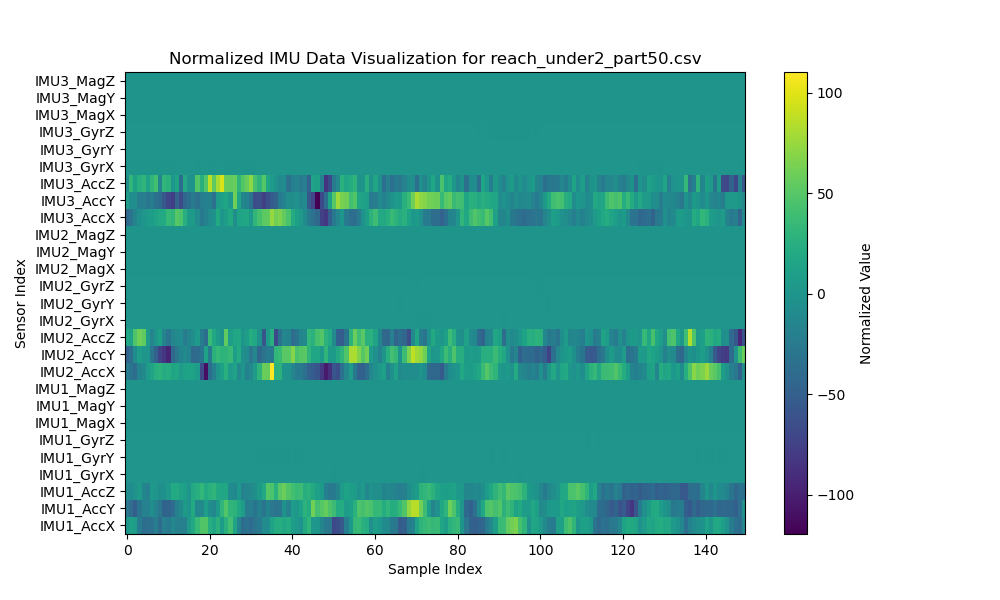 Normalized IMU Data Visualization for reach_under2_part50.csv
IMU3_MagZ
IMU3_MagY
IMU3_MagX
IMU3_GyrZ
IMU3_GyrY
IMU3_GyrX
IMU3_AccZ
IMU3_AccY
IMU3_AccX
IMU2_MagZ
IMU2_MagY
IMU2_MagX
IMU2_GyrZ
IMU2_GyrY
IMU2_GyrX
IMU2_AccZ
IMU2_AccY
IMU2_AccX
IMU1_MagZ
IMU1_MagY
IMU1_MagX
IMU1_GyrZ
IMU1_GyrY
IMU1_GyrX
IMU1_AccZ
IMU1_AccY
IMU1_AccX
Sensor Index
0 20 40 60 80 100 120 140
Sample Index
100
50
0
−50
−100
Normalized Value